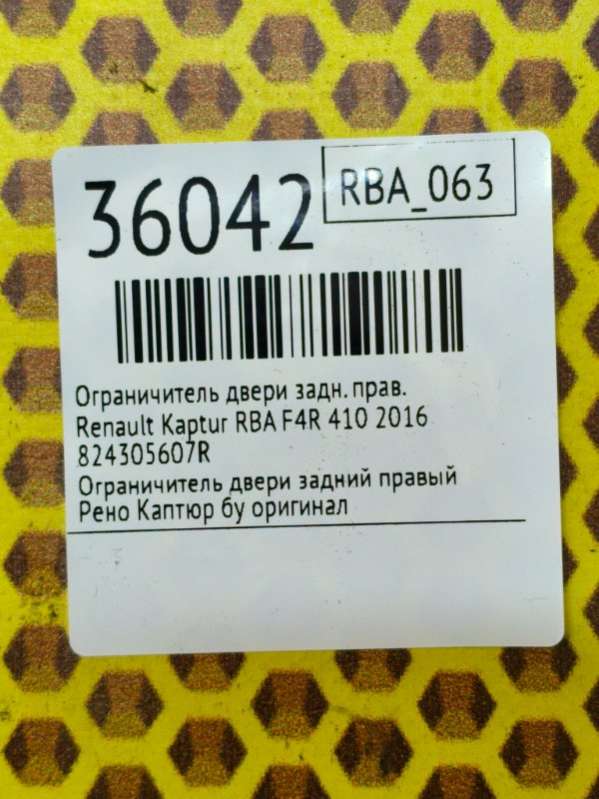 36042
RBA_063
Ограничитель двери задн. прав.
Renault Kaptur RBA F4R 410 2016
824305607R
Ограничитель двери задний правый
Рено Каптюр бу оригинал